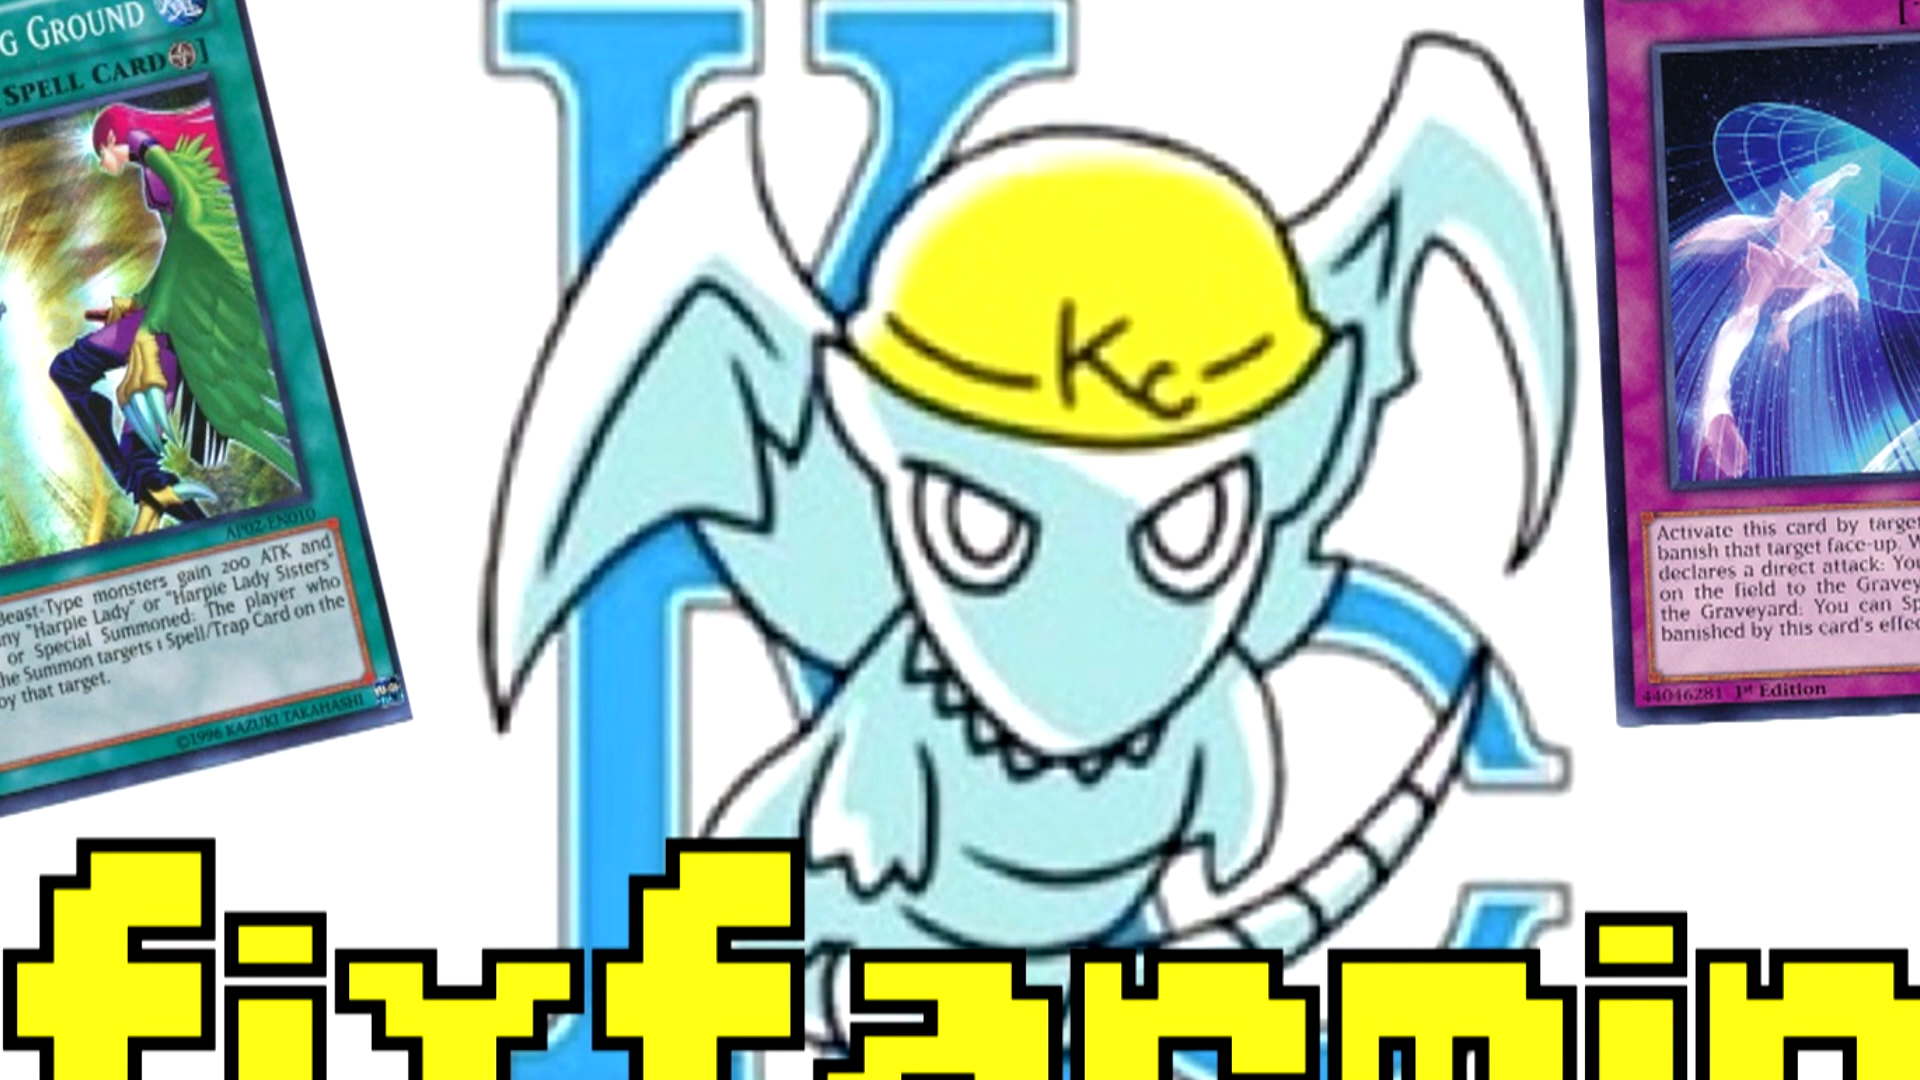 G GROUND
SPELL CARD
AP02-EN010
Beast-Type monsters gain 200 ATK and
ny "Harpie Lady" or "Harpie Lady Sisters"
or Special Summoned: The player who
he Summon targets 1 Spell/Trap Card on the
oy that target.
©1996 KAZUKI TAKAHASHI
KC
Kc
Activate this card by target
banish that target face-up. W
declares a direct attack: You
on the field to the Gravey
the Graveyard: You can Sp
banished by this card's effec
44046281 1st Edition
fixfarmin